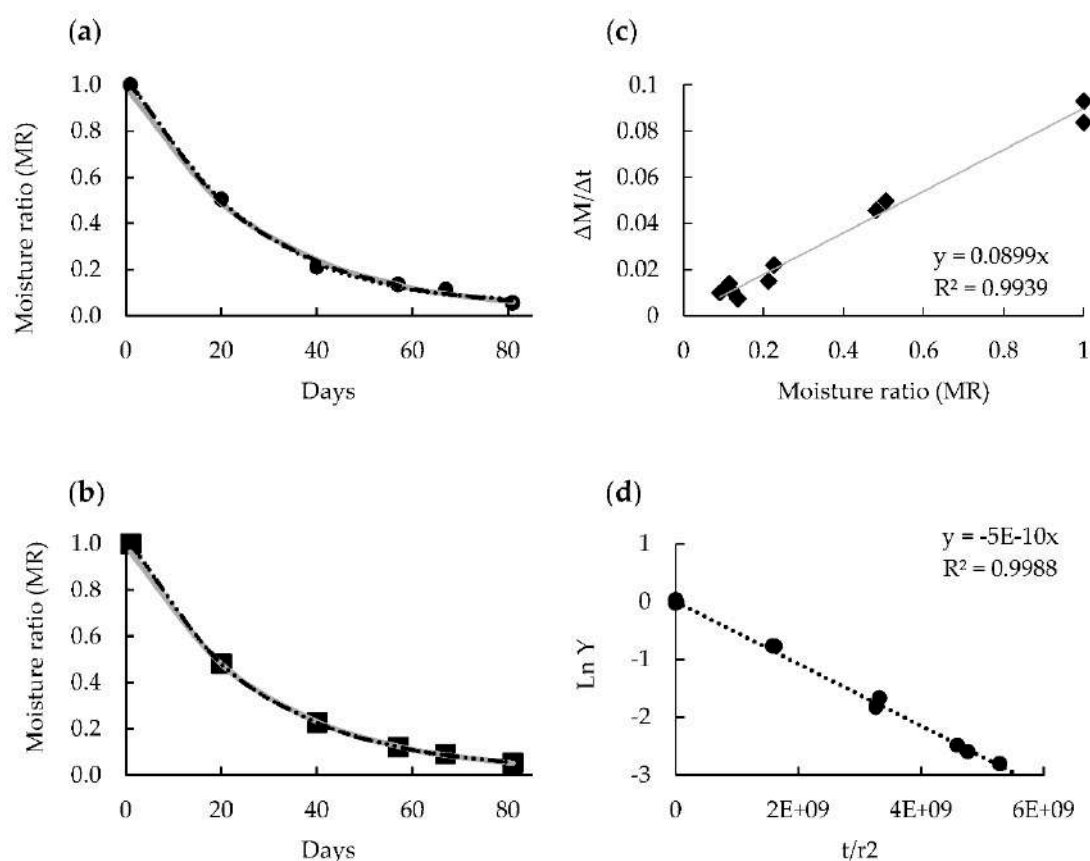 (a)
Moisture ratio (MR)
1.0
0.8
0.6
0.4
0.2
0.0
0 20 40 60 80
Days
(c)
ΔM/Δt
0.1
0.08
0.06
0.04
0.02
0
y = 0.0899x
R² = 0.9939
0 0.2 0.4 0.6 0.8 1
Moisture ratio (MR)
(b)
Moisture ratio (MR)
1.0
0.8
0.6
0.4
0.2
0.0
0 20 40 60 80
Days
(d)
Ln Y
y = -5E-10x
R² = 0.9988
1
0
-1
-2
-3
0 2E+09 4E+09 6E+09
t/r2